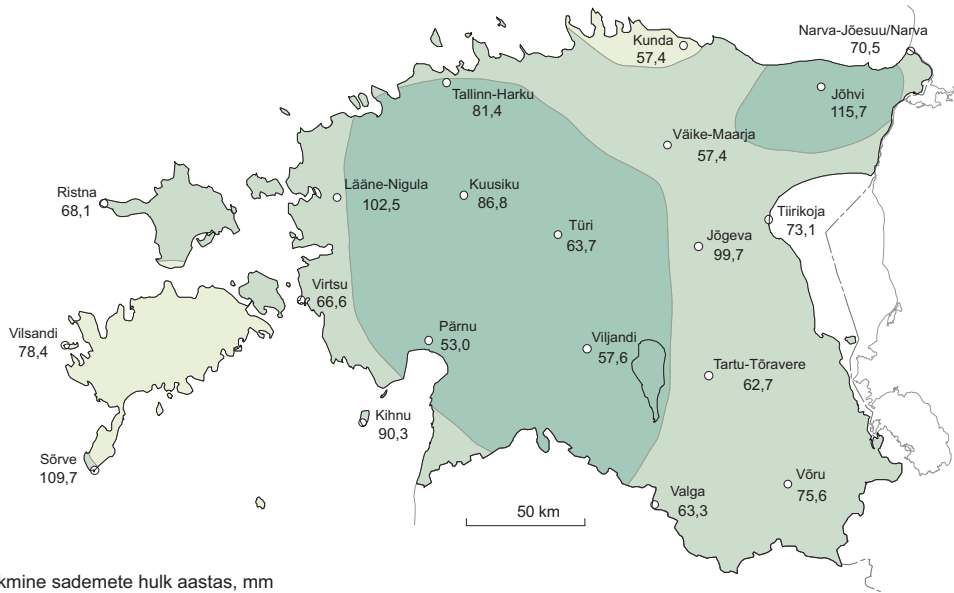 Narva-Jõesuu/Narva
70,5
Kunda
57,4
Tallinn-Harku
81,4
Jõhvi
115,7
Väike-Maarja
57,4
Ristna
68,1
Lääne-Nigula
102,5
Kuusiku
86,8
Türi
63,7
Tiirikoja
73,1
Jõgeva
99,7
Virtsu
66,6
Vilsandi
78,4
Pärnu
53,0
Viljandi
57,6
Tartu-Tõravere
62,7
Kihnu
90,3
Sõrve
109,7
Valga
63,3
Võru
75,6
50 km
sademete hulk aastas, mm